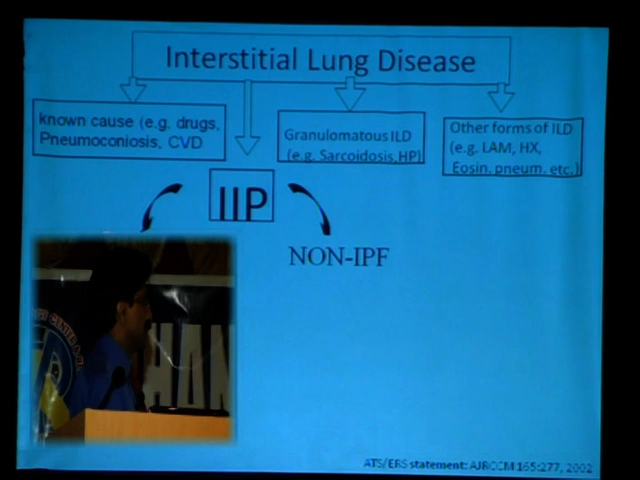 Interstitial Lung Disease
known cause (e.g. drugs,
Pneumoconiosis, CVD
Granulomatous ILD
(e.g. Sarcoidosis,HP)
Other forms of ILD
(e.g. LAM, HX,
Eosin. pneum. etc.)
IIP
NON-IPF
HAN
ATS/ERS statement: AJRCCM 165:277, 2002